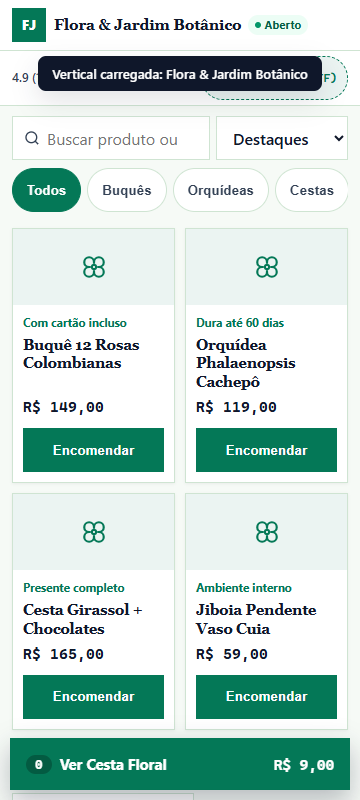 FJ Flora & Jardim Botânico Aberto
4.9
Vertical carregada: Flora & Jardim Botânico
Buscar produto ou
Destaques
Todos Buquês Orquídeas Cestas
Com cartão incluso
Buquê 12 Rosas
Colombianas
R$ 149,00
Encomendar
Dura até 60 dias
Orquídea
Phalaenopsis
Cachepô
R$ 119,00
Encomendar
Presente completo
Cesta Girassol +
Chocolates
R$ 165,00
Encomendar
Ambiente interno
Jiboia Pendente
Vaso Cuia
R$ 59,00
Encomendar
0 Ver Cesta Floral R$ 9,00